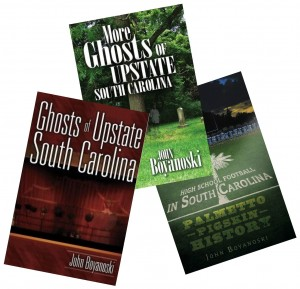 More
Ghosts of
Upstate
South Carolina
John
Boyanoski
Ghosts of Upstate
South Carolina
John Boyanoski
HIGH SCHOOL FOOTBALL
IN SOUTH CAROLINA
PALMETTO
PIGSKIN
HISTORY
JOHN BOYANOSKI